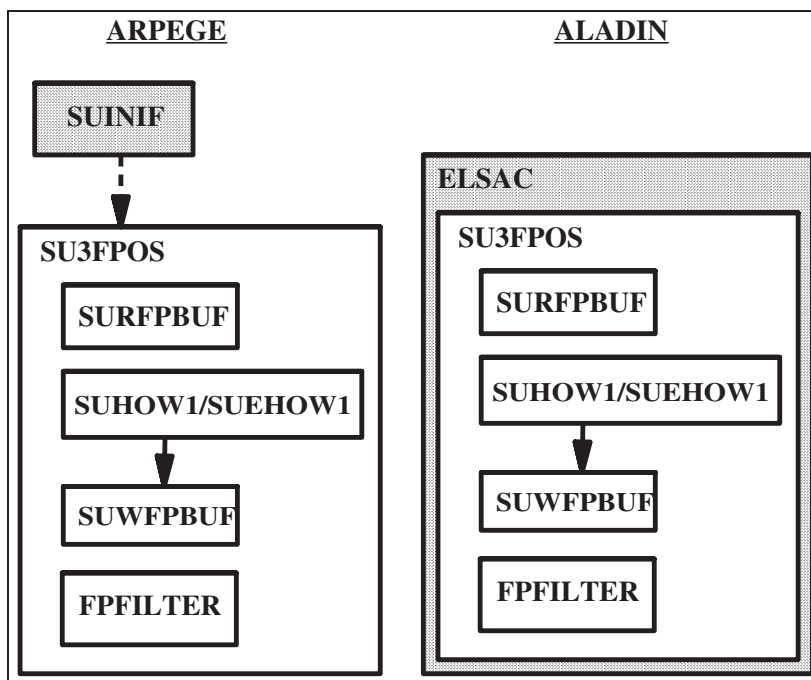 ARPEGE
SUINIF
SU3FPOS
SURFPBUF
SUHOW1/SUEHOW1
SUWFPBUF
FPFILTER
ALADIN
ELSAC
SU3FPOS
SURFPBUF
SUHOW1/SUEHOW1
SUWFPBUF
FPFILTER